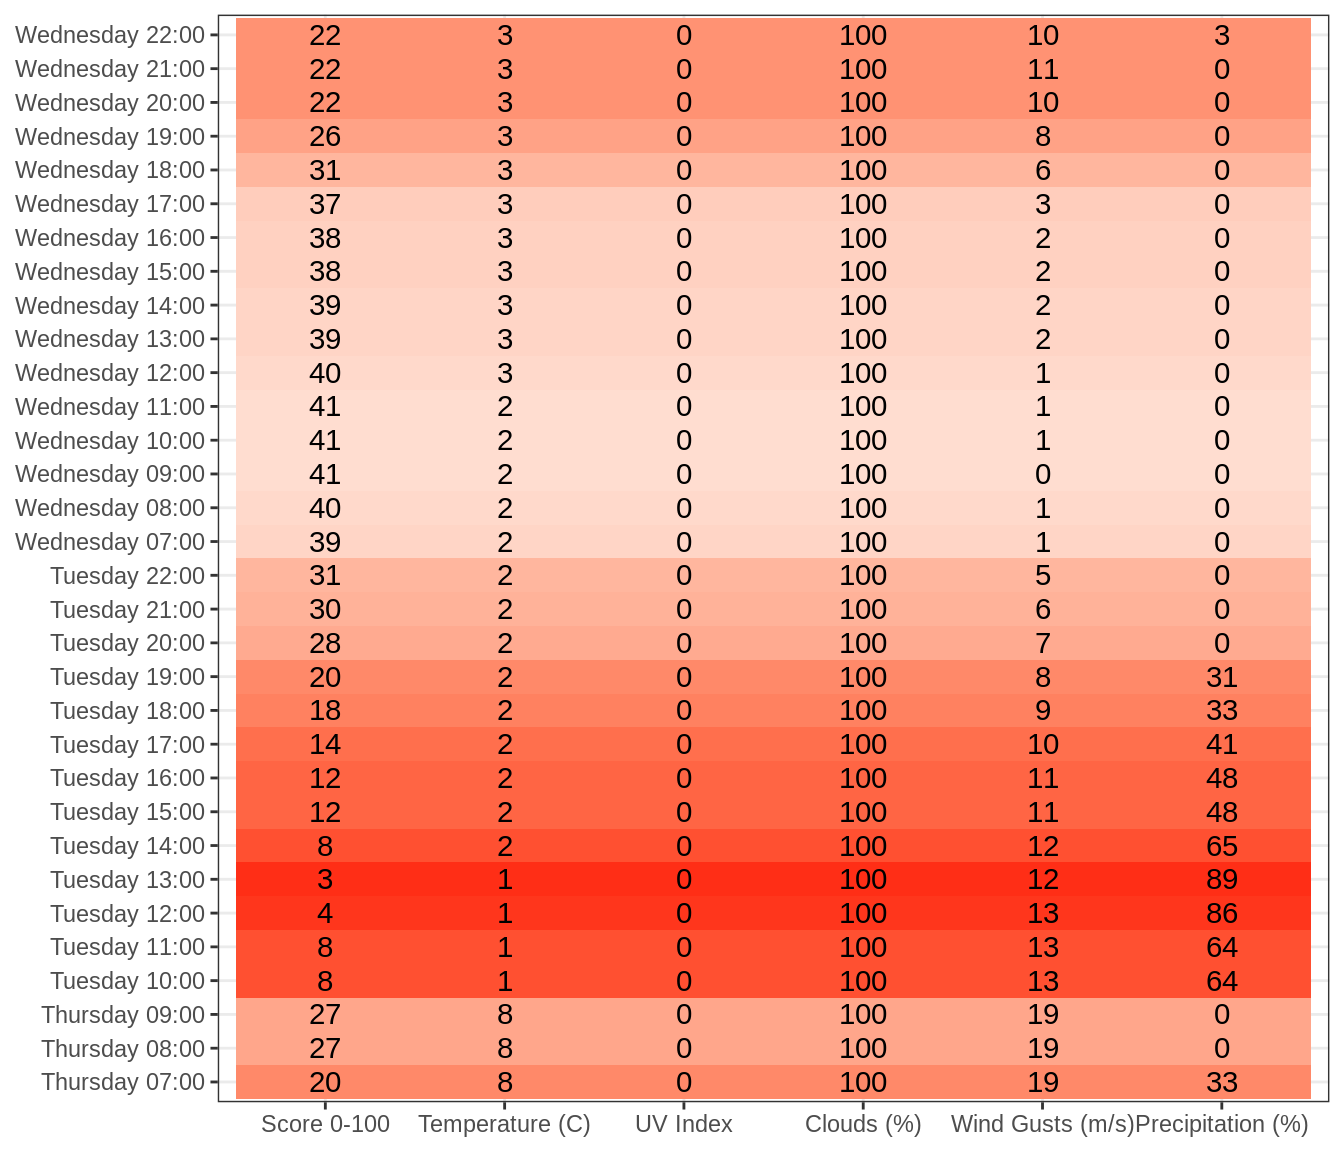 Wednesday 22:00 22 3 0 100 10 3
Wednesday 21:00 22 3 0 100 11 0
Wednesday 20:00 22 3 0 100 10 0
Wednesday 19:00 26 3 0 100 8 0
Wednesday 18:00 31 3 0 100 6 0
Wednesday 17:00 37 3 0 100 3 0
Wednesday 16:00 38 3 0 100 2 0
Wednesday 15:00 38 3 0 100 2 0
Wednesday 14:00 39 3 0 100 2 0
Wednesday 13:00 39 3 0 100 2 0
Wednesday 12:00 40 3 0 100 1 0
Wednesday 11:00 41 2 0 100 1 0
Wednesday 10:00 41 2 0 100 1 0
Wednesday 09:00 41 2 0 100 0 0
Wednesday 08:00 40 2 0 100 1 0
Wednesday 07:00 39 2 0 100 1 0
Tuesday 22:00 31 2 0 100 5 0
Tuesday 21:00 30 2 0 100 6 0
Tuesday 20:00 28 2 0 100 7 0
Tuesday 19:00 20 2 0 100 8 31
Tuesday 18:00 18 2 0 100 9 33
Tuesday 17:00 14 2 0 100 10 41
Tuesday 16:00 12 2 0 100 11 48
Tuesday 15:00 12 2 0 100 11 48
Tuesday 14:00 8 2 0 100 12 65
Tuesday 13:00 3 1 0 100 12 89
Tuesday 12:00 4 1 0 100 13 86
Tuesday 11:00 8 1 0 100 13 64
Tuesday 10:00 8 1 0 100 13 64
Thursday 09:00 27 8 0 100 19 0
Thursday 08:00 27 8 0 100 19 0
Thursday 07:00 20 8 0 100 19 33
Score 0-100 Temperature (C) UV Index Clouds (%) Wind Gusts (m/s) Precipitation (%)